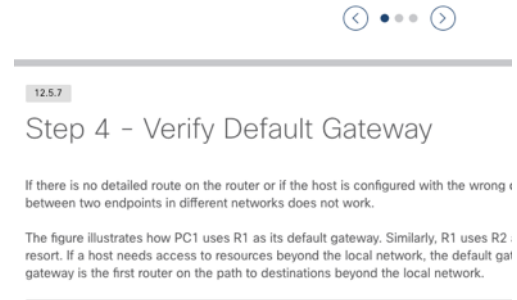 12.5.7
Step 4 – Verify Default Gateway
If there is no detailed route on the router or if the host is configured with the wrong
between two endpoints in different networks does not work.
The figure illustrates how PC1 uses R1 as its default gateway. Similarly, R1 uses R2
resort. If a host needs access to resources beyond the local network, the default
gateway is the first router on the path to destinations beyond the local network.